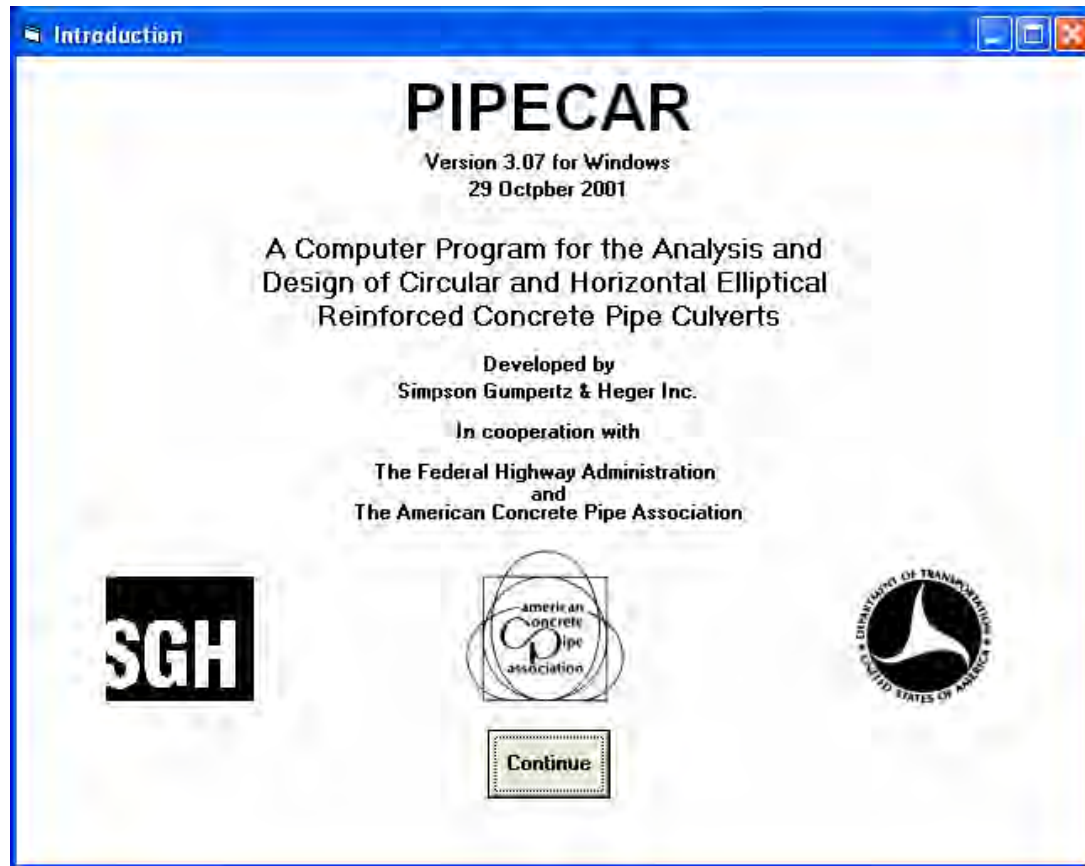 Introduction
PIPECAR
Version 3.07 for Windows
29 Octpber 2001
A Computer Program for the Analysis and
Design of Circular and Horizontal Elliptical
Reinforced Concrete Pipe Culverts
Developed by
Simpson Gumpertz & Heger Inc.
In cooperation with
The Federal Highway Administration
and
The American Concrete Pipe Association
SGH
american
concrete
pipe
association
DEPARTMENT OF TRANSPORTATION
UNITED STATES OF AMERICA
Continue